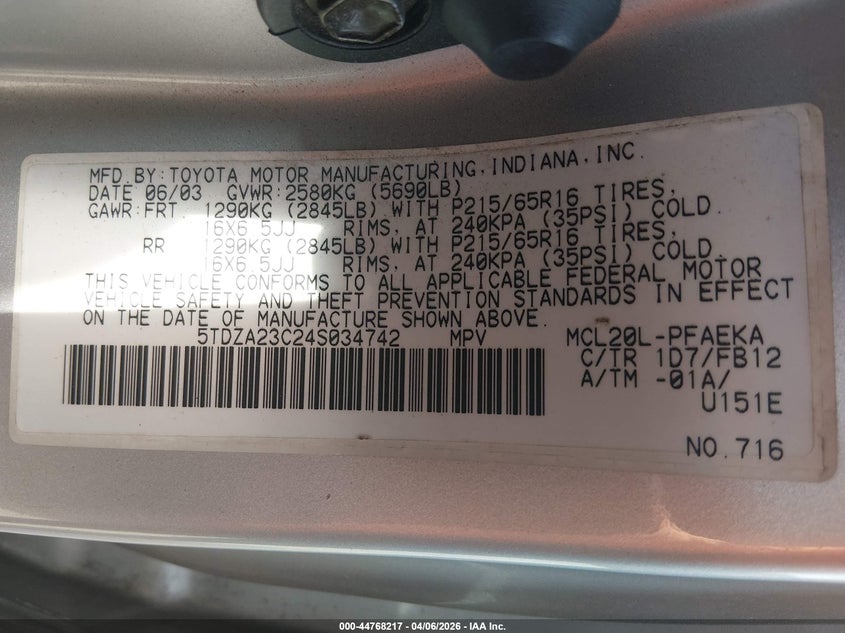 MFD.BY:TOYOTA MOTOR MANUFACTURING,INDIANA,INC.
DATE 06/03 GVWR:2580KG (5690LB)
GAWR:FRT 1290KG (2845LB) WITH P215/65R16 TIRES,
16X6.5JJ RIMS, AT 240KPA (35PSI) COLD.
RR 1290KG (2845LB) WITH P215/65R16 TIRES,
16X6.5JJ RIMS, AT 240KPA (35PSI) COLD.
THIS VEHICLE CONFORMS TO ALL APPLICABLE FEDERAL MOTOR
VEHICLE SAFETY AND THEFT PREVENTION STANDARDS IN EFFECT
ON THE DATE OF MANUFACTURE SHOWN ABOVE.
5TDZA23C24S034742 MPV MCL20L-PFAEKA
C/TR 1D7/FB12
A/TM -01A/
U151E
NO.716
000-44768217 - 04/06/2026 - IAA Inc.